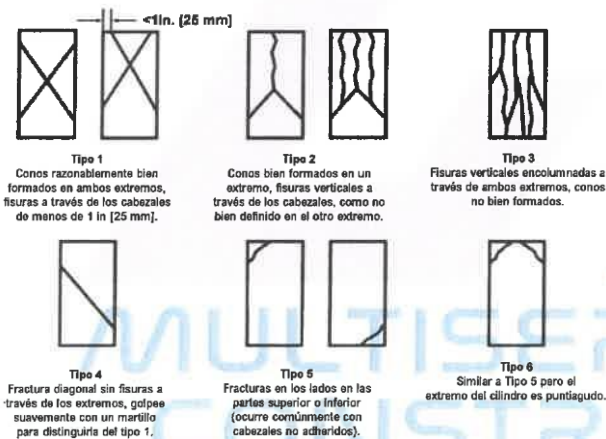 <1in. [25 mm]
Tipo 1
Conos razonablemente bien
formados en ambos extremos,
fisuras a través de los cabezales
de menos de 1 in [25 mm].
Tipo 2
Conos bien formados en un
extremo, fisuras verticales a
través de los cabezales, como no
bien definido en el otro extremo.
Tipo 3
Fisuras verticales encolumnadas a
través de ambos extremos, conos
no bien formados.
Tipo 4
Fractura diagonal sin fisuras a
través de los extremos, golpee
suavemente con un martillo
para distinguirla del tipo 1.
Tipo 5
Fracturas en los lados en las
partes superior o inferior
(ocurre comúnmente con
cabezales no adheridos).
Tipo 6
Similar a Tipo 5 pero el
extremo del cilindro es puntiagudo.
MULTISE